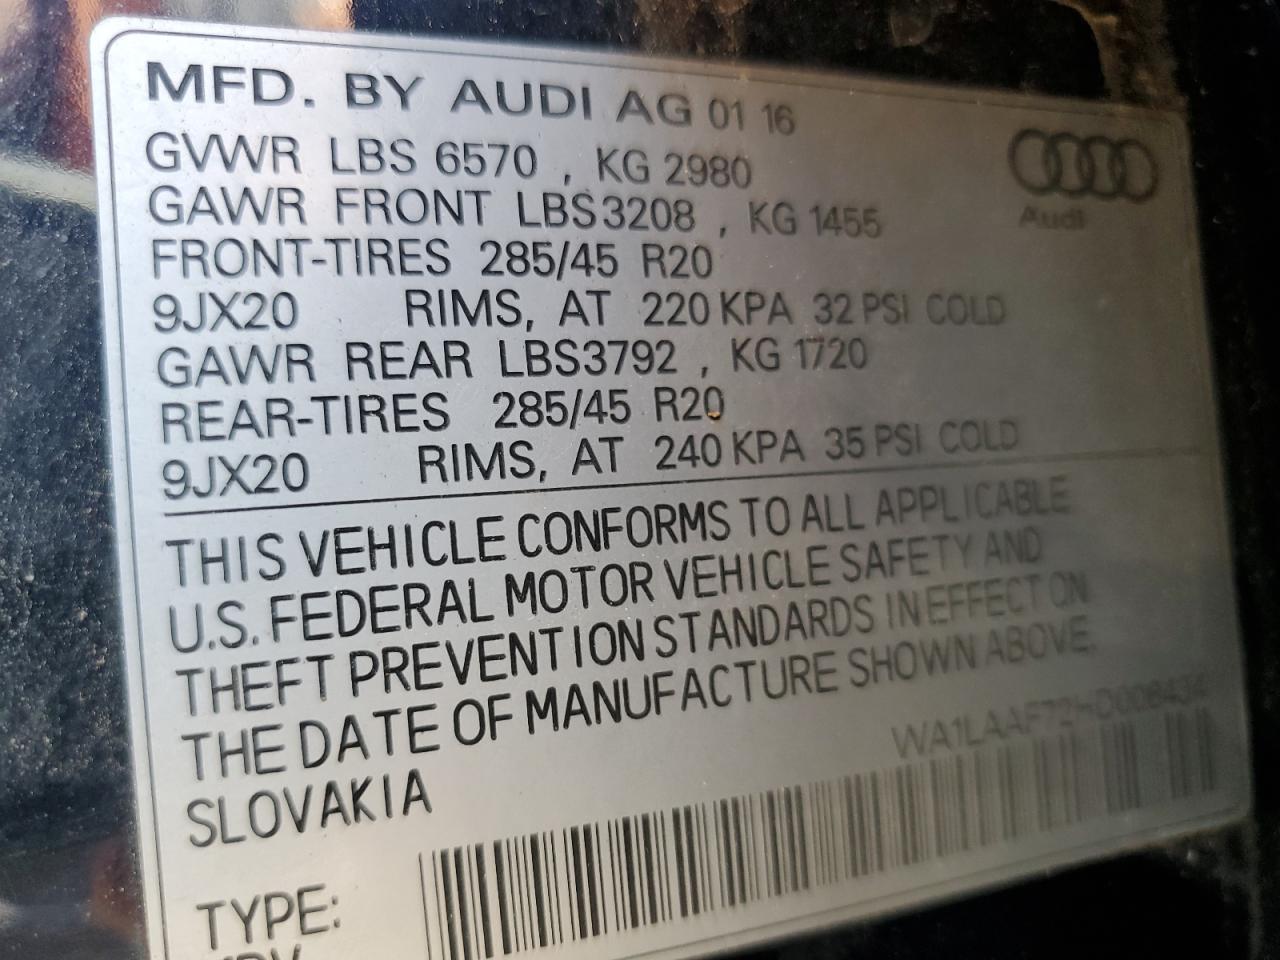 MFD. BY AUDI AG 01 16
GVWR LBS 6570 , KG 2980
GAWR FRONT LBS3208 , KG 1455
Audi
FRONT-TIRES 285/45 R20
9JX20 RIMS, AT 220 KPA 32 PSI COLD
GAWR REAR LBS3792 , KG 1720
REAR-TIRES 285/45 R20
9JX20 RIMS, AT 240 KPA 35 PSI COLD
THIS VEHICLE CONFORMS TO ALL APPLICABLE
U.S. FEDERAL MOTOR VEHICLE SAFETY AND
THEFT PREVENTION STANDARDS IN EFFECT ON
THE DATE OF MANUFACTURE SHOWN ABOVE.
SLOVAKIA
TYPE: